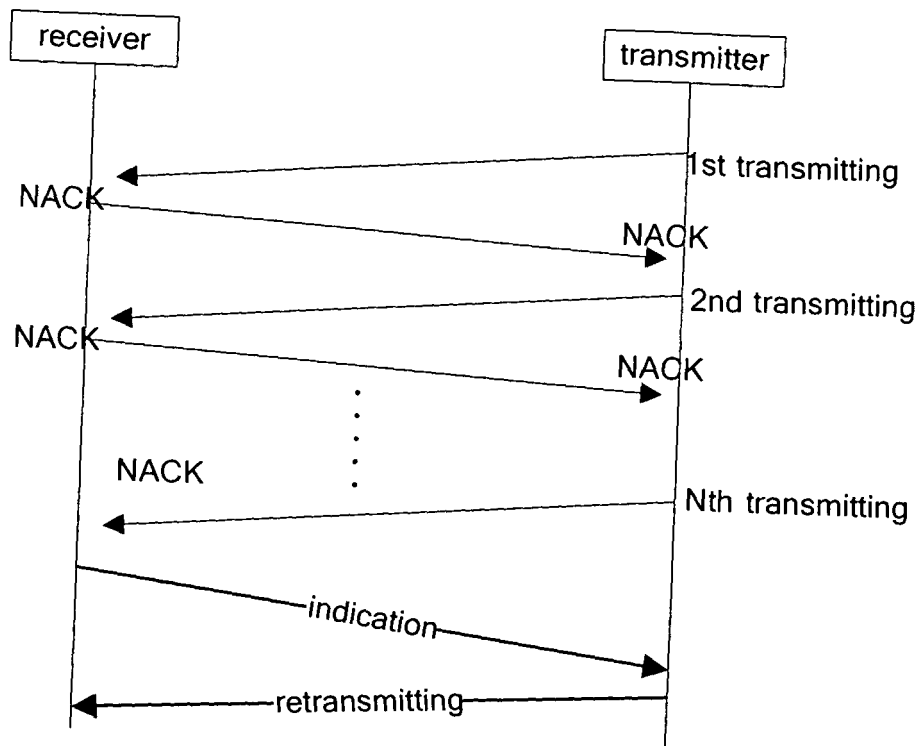 receiver
transmitter
1st transmitting
NACK
NACK
2nd transmitting
NACK
NACK
NACK
Nth transmitting
indication
retransmitting